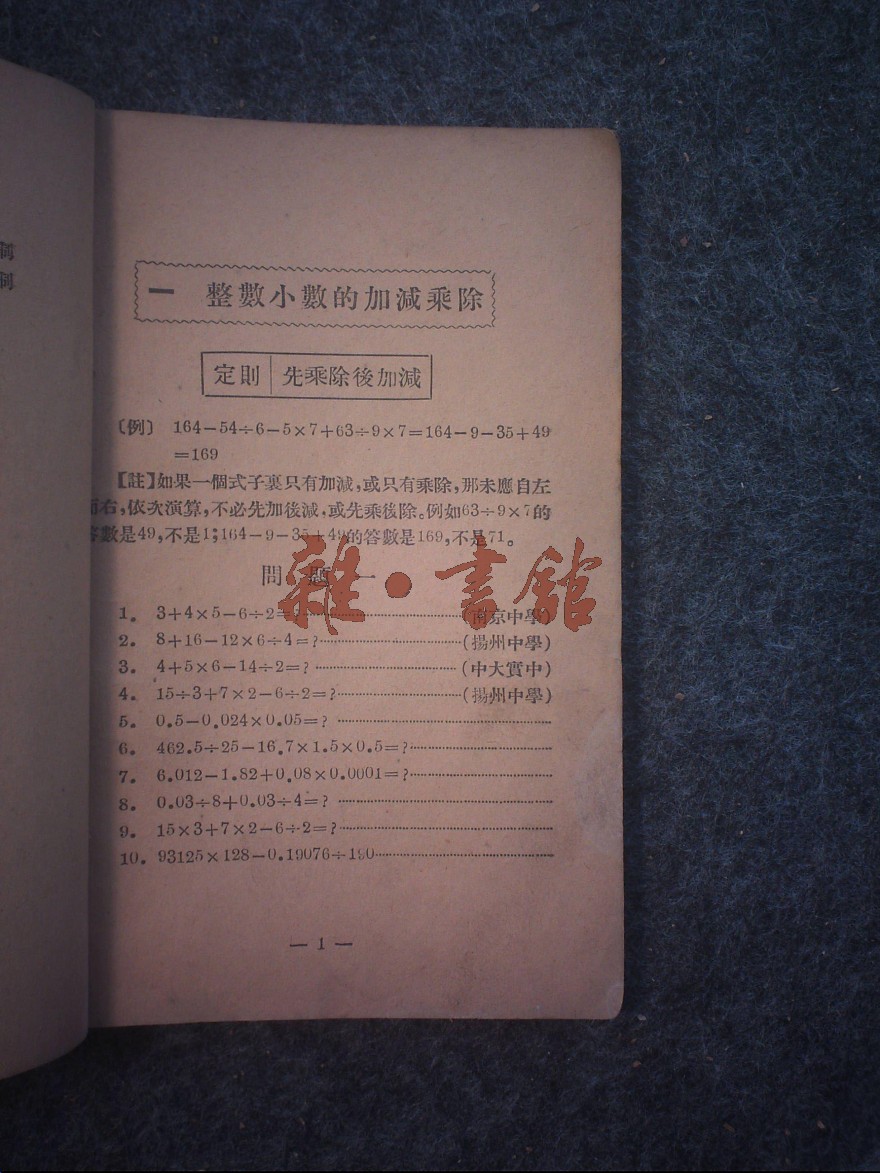 一 整數小數的加減乘除
定則 先乘除後加減
〔例〕 164－54÷6－5×7＋63÷9×7＝164－9－35＋49
＝169
【註】如果一個式子裏只有加減,或只有乘除,那末應自左
而右,依次演算,不必先加後減,或先乘後除。例如63÷9×7的
答數是49,不是1;164－9－35＋49的答數是169,不是71。
問題一
雜·書館
1. 3＋4×5－6÷2＝?………(南京中學)
2. 8＋16－12×6÷4＝?………(揚州中學)
3. 4＋5×6－14÷2＝?………(中大實中)
4. 15÷3＋7×2－6÷2＝?………(揚州中學)
5. 0.5－0.024×0.05＝?………
6. 462.5÷25－16.7×1.5×0.5＝?………
7. 6.012－1.82＋0.08×0.0001＝?………
8. 0.03÷8＋0.03÷4＝?………
9. 15×3＋7×2－6÷2＝?………
10. 93125×128－0.19076÷190………
— 1 —